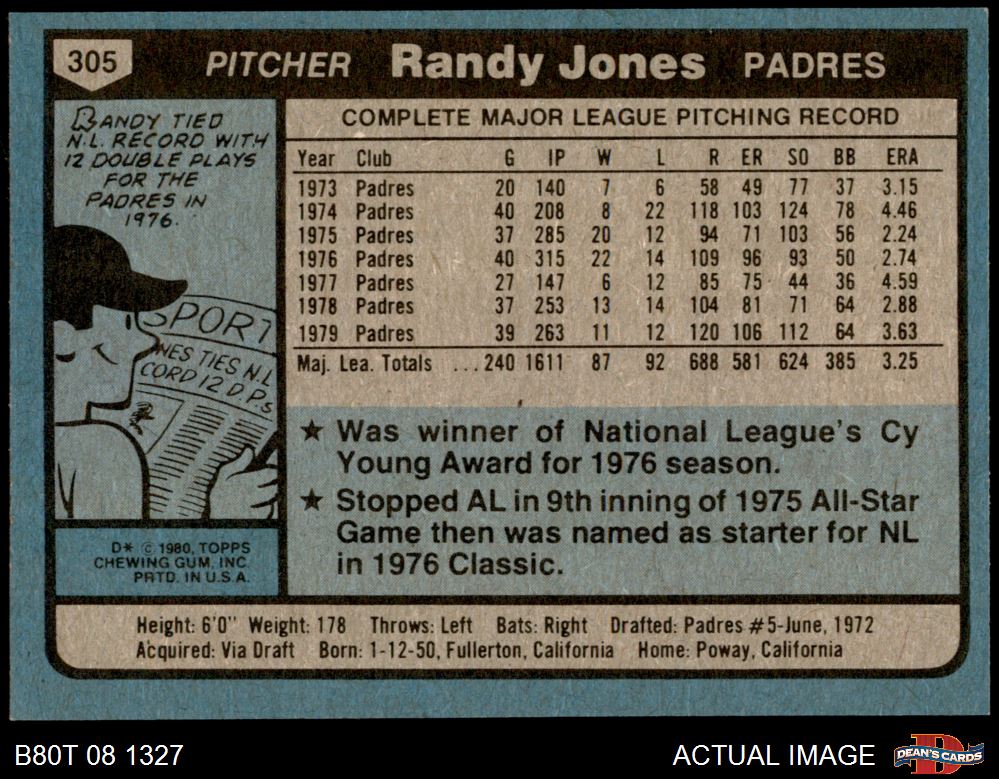 305 PITCHER Randy Jones PADRES
RANDY TIED
N.L. RECORD WITH
12 DOUBLE PLAYS
FOR THE
PADRES IN
1976.
SPORT
NES TIES N.L
CORD 12 D.P.s
D* © 1980, TOPPS
CHEWING GUM, INC.
PRTD. IN U.S.A.
COMPLETE MAJOR LEAGUE PITCHING RECORD
Year Club G IP W L R ER SO BB ERA
1973 Padres 20 140 7 6 58 49 77 37 3.15
1974 Padres 40 208 8 22 118 103 124 78 4.46
1975 Padres 37 285 20 12 94 71 103 56 2.24
1976 Padres 40 315 22 14 109 96 93 50 2.74
1977 Padres 27 147 6 12 85 75 44 36 4.59
1978 Padres 37 253 13 14 104 81 71 64 2.88
1979 Padres 39 263 11 12 120 106 112 64 3.63
Maj. Lea. Totals ... 240 1611 87 92 688 581 624 385 3.25
★ Was winner of National League's Cy
Young Award for 1976 season.
★ Stopped AL in 9th inning of 1975 All-Star
Game then was named as starter for NL
in 1976 Classic.
Height: 6'0" Weight: 178 Throws: Left Bats: Right Drafted: Padres #5-June, 1972
Acquired: Via Draft Born: 1-12-50, Fullerton, California Home: Poway, California
B80T 08 1327 ACTUAL IMAGE DEAN'S CARDS